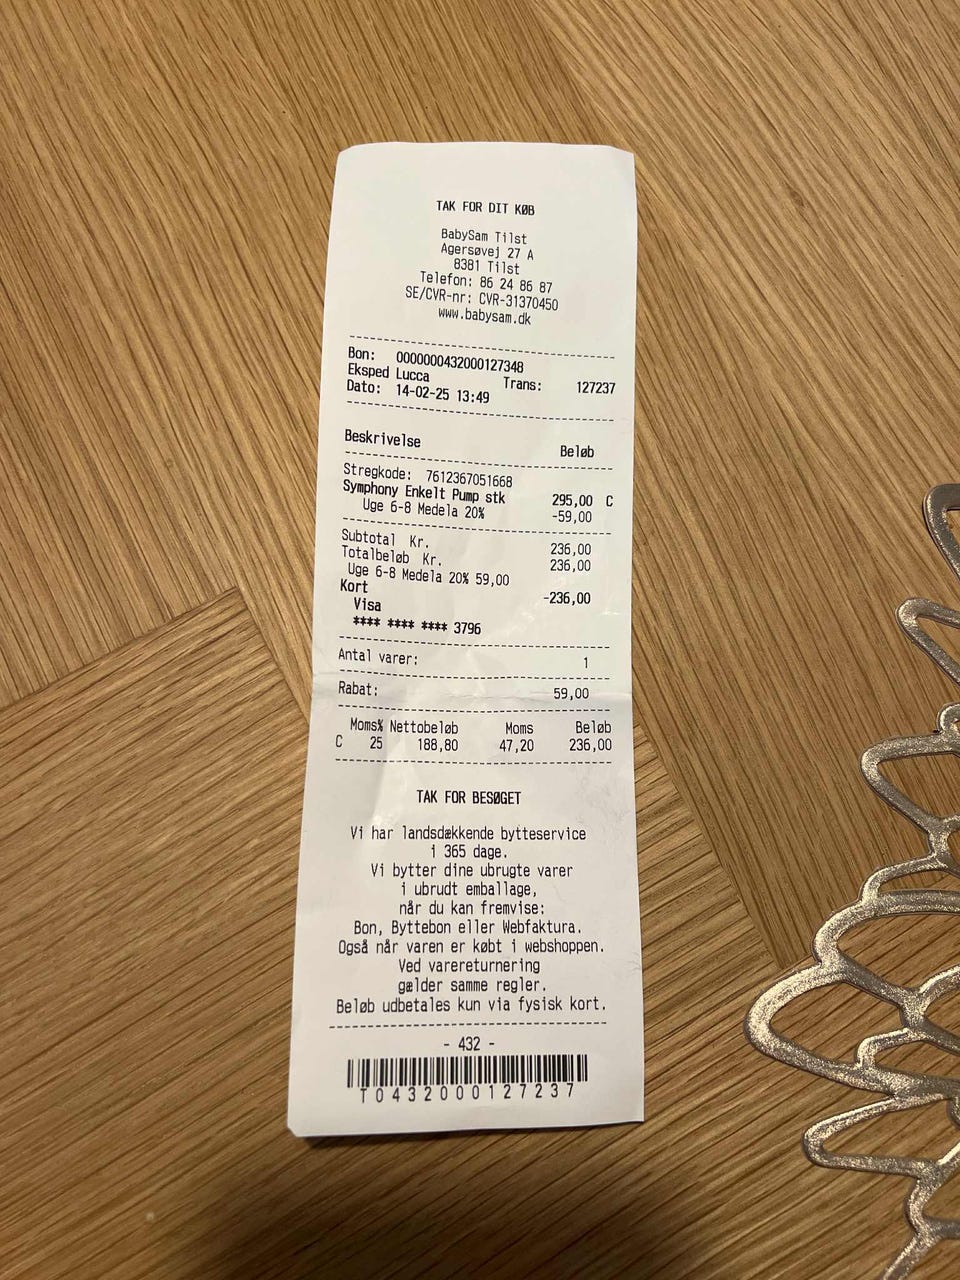 TAK FOR DIT KØB
BabySam Tilst
Agersøvej 27 A
8381 Tilst
Telefon: 86 24 86 87
SE/CVR-nr: CVR-31370450
www.babysam.dk
Bon: 0000000432000127348
Eksped Lucca Trans: 127237
Dato: 14-02-25 13:49
Beskrivelse Beløb
Stregkode: 7612367051668
Symphony Enkelt Pump stk 295,00 C
Uge 6-8 Medela 20% -59,00
Subtotal Kr. 236,00
Totalbeløb Kr. 236,00
Uge 6-8 Medela 20% 59,00
Kort -236,00
Visa
**** **** **** 3796
Antal varer: 1
Rabat: 59,00
Moms% Nettobeløb Moms Beløb
C 25 188,80 47,20 236,00
TAK FOR BESØGET
Vi har landsdækkende bytteservice
i 365 dage.
Vi bytter dine ubrugte varer
i ubrudt emballage,
når du kan fremvise:
Bon, Byttebon eller Webfaktura.
Også når varen er købt i webshoppen.
Ved varereturnering
gælder samme regler.
Beløb udbetales kun via fysisk kort.
- 432 -
T0432000127237